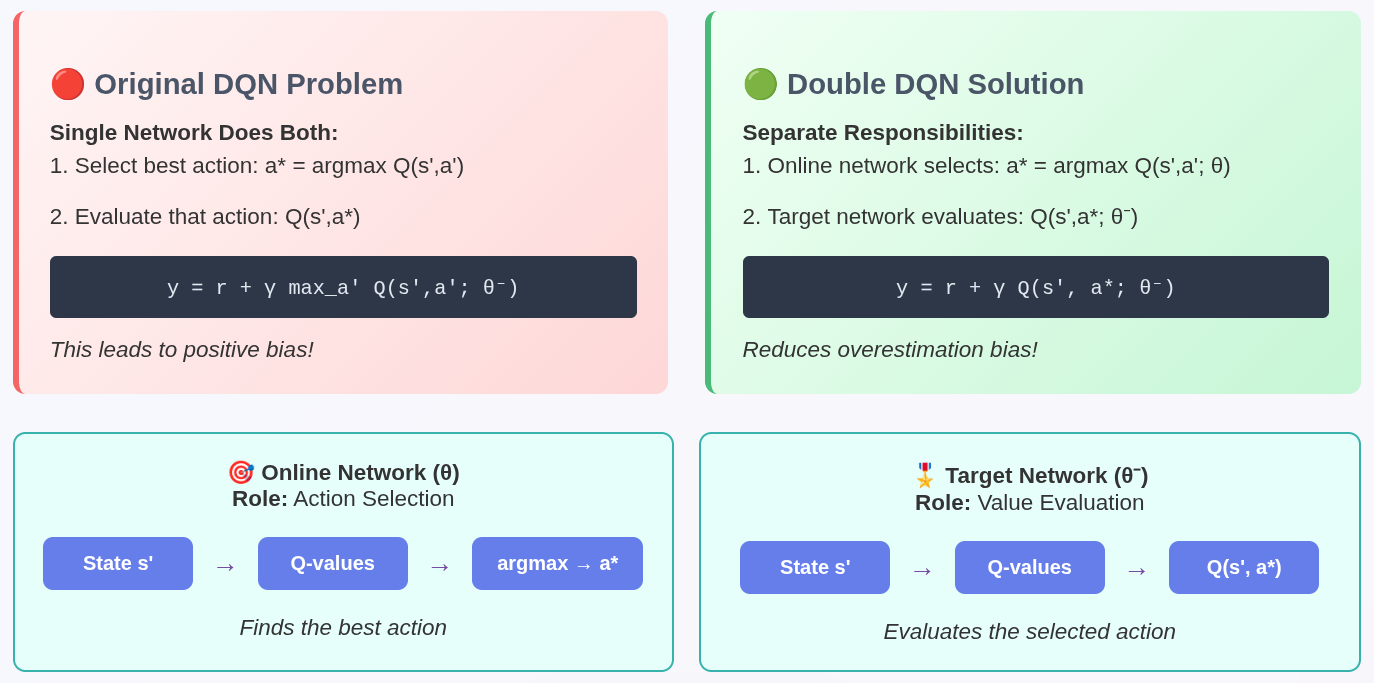 🔴 Original DQN Problem
Single Network Does Both:
1. Select best action: a* = argmax Q(s',a')
2. Evaluate that action: Q(s',a*)
y = r + γ max_a' Q(s',a'; θ⁻)
This leads to positive bias!
🟢 Double DQN Solution
Separate Responsibilities:
1. Online network selects: a* = argmax Q(s',a'; θ)
2. Target network evaluates: Q(s',a*; θ⁻)
y = r + γ Q(s', a*; θ⁻)
Reduces overestimation bias!
🎯 Online Network (θ)
Role: Action Selection
State s' → Q-values → argmax → a*
Finds the best action
🎖️ Target Network (θ⁻)
Role: Value Evaluation
State s' → Q-values → Q(s', a*)
Evaluates the selected action